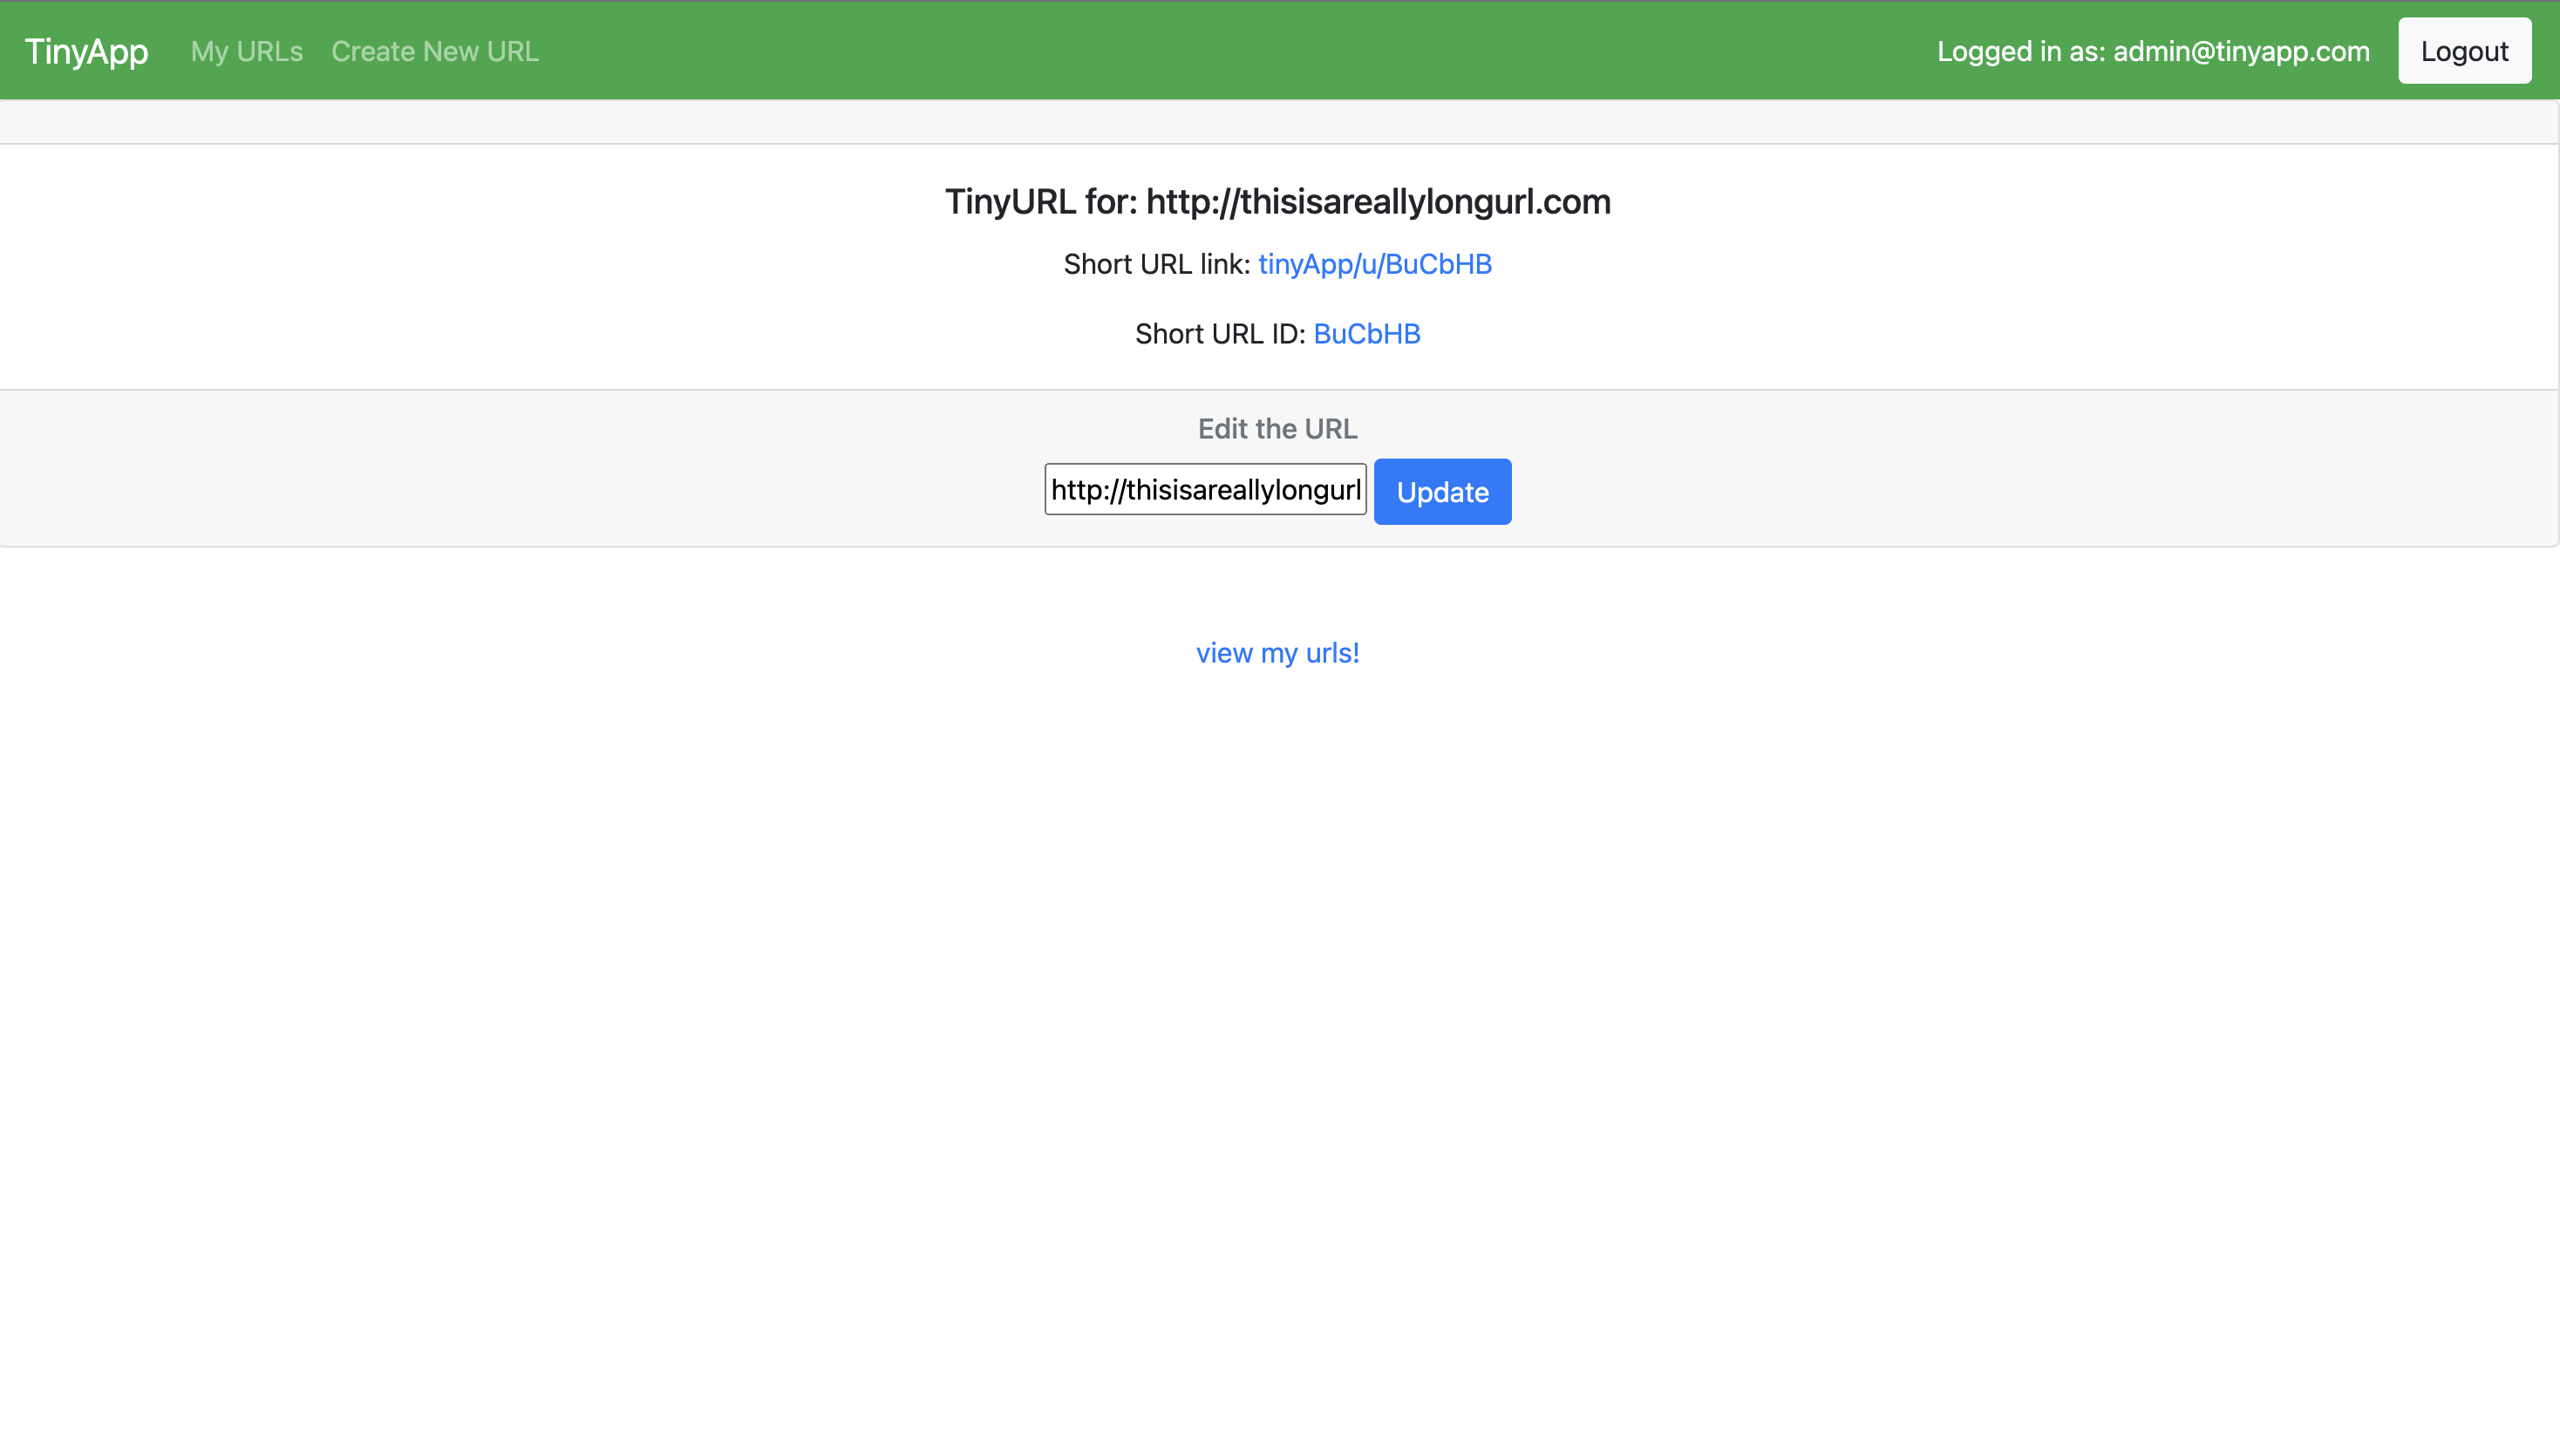 TinyApp My URLs Create New URL Logged in as: admin@tinyapp.com Logout
TinyURL for: http://thisisareallylongurl.com
Short URL link: tinyApp/u/BuCbHB
Short URL ID: BuCbHB
Edit the URL
http://thisisareallylongurl Update
view my urls!